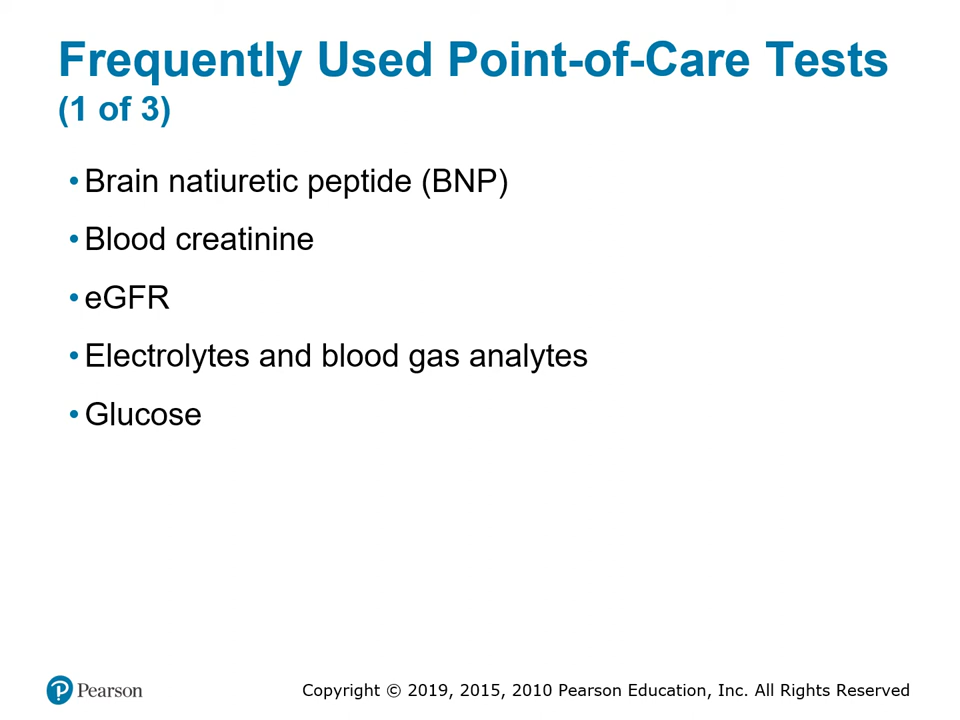 Frequently Used Point-of-Care Tests
(1 of 3)
• Brain natiuretic peptide (BNP)
• Blood creatinine
• eGFR
• Electrolytes and blood gas analytes
• Glucose
Pearson
Copyright © 2019, 2015, 2010 Pearson Education, Inc. All Rights Reserved